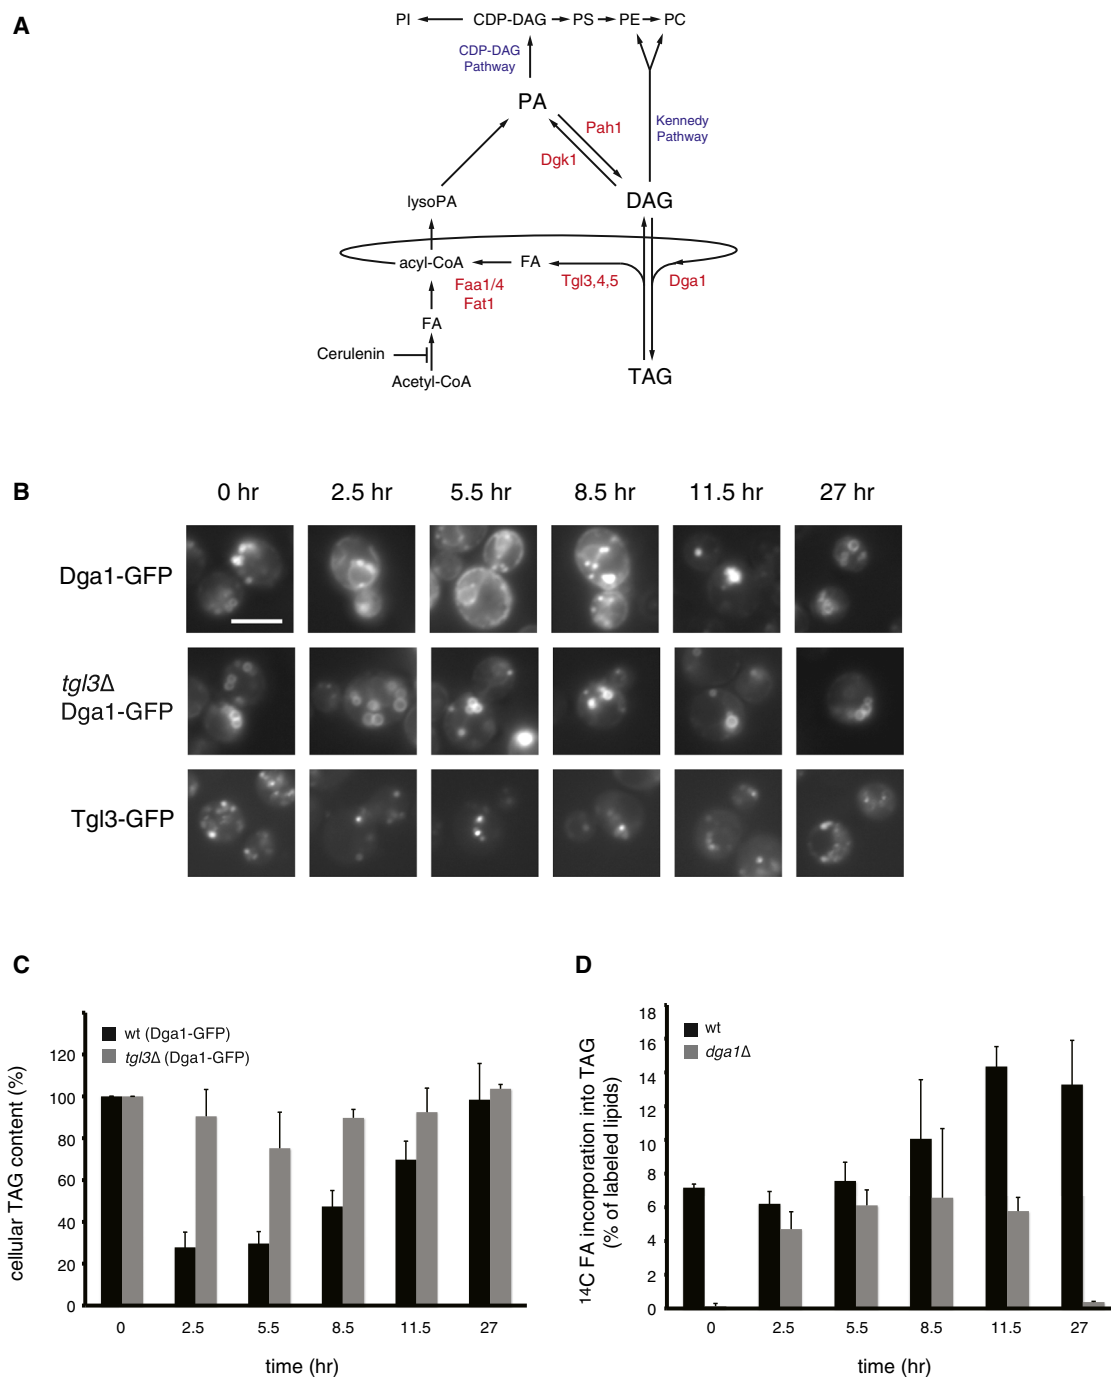 A
PI CDP-DAG PS PE PC
CDP-DAG
Pathway
PA
Kennedy
Pathway
Pah1
Dgk1
lysoPA
DAG
acyl-CoA
FA
Tgl3,4,5
Dga1
Faa1/4
Fat1
FA
Cerulenin
Acetyl-CoA
TAG
B
0 hr 2.5 hr 5.5 hr 8.5 hr 11.5 hr 27 hr
Dga1-GFP
tgl3Δ
Dga1-GFP
Tgl3-GFP
C
cellular TAG content (%)
120
100
80
60
40
20
0
wt (Dga1-GFP)
tgl3Δ (Dga1-GFP)
0 2.5 5.5 8.5 11.5 27
time (hr)
D
14C FA incorporation into TAG
(% of labeled lipids)
18
16
14
12
10
8
6
4
2
0
wt
dga1Δ
0 2.5 5.5 8.5 11.5 27
time (hr)